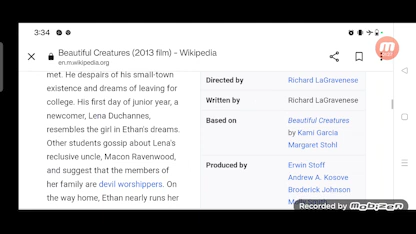 3:34
Beautiful Creatures (2013 film) - Wikipedia
en.m.wikipedia.org
met. He despairs of his small-town
existence and dreams of leaving for
college. His first day of junior year, a
newcomer, Lena Duchannes,
resembles the girl in Ethan's dreams.
Other students gossip about Lena's
reclusive uncle, Macon Ravenwood,
and suggest that the members of
her family are devil worshippers. On
the way home, Ethan nearly runs her
Directed by Richard LaGravenese
Written by Richard LaGravenese
Based on Beautiful Creatures
by Kami Garcia
Margaret Stohl
Produced by Erwin Stoff
Andrew A. Kosove
Broderick Johnson
Recorded by Mobizen